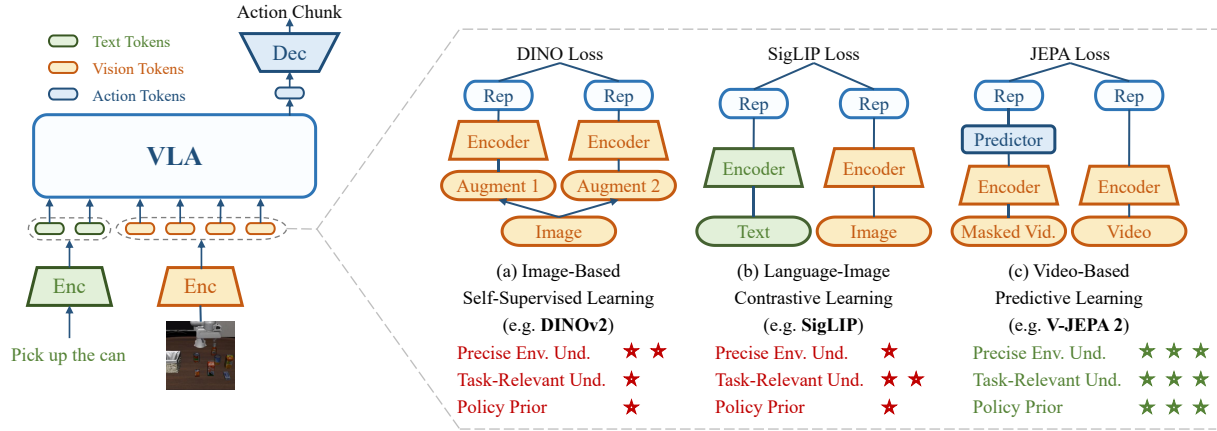 Action Chunk
Dec
Text Tokens
Vision Tokens
Action Tokens
VLA
Enc
Enc
Pick up the can
DINO Loss
Rep
Rep
Encoder
Encoder
Augment 1
Augment 2
Image
(a) Image-Based
Self-Supervised Learning
(e.g. DINOv2)
Precise Env. Und.
Task-Relevant Und.
Policy Prior
SigLIP Loss
Rep
Rep
Encoder
Encoder
Text
Image
(b) Language-Image
Contrastive Learning
(e.g. SigLIP)
Precise Env. Und.
Task-Relevant Und.
Policy Prior
JEPA Loss
Rep
Rep
Predictor
Encoder
Encoder
Masked Vid.
Video
(c) Video-Based
Predictive Learning
(e.g. V-JEPA 2)
Precise Env. Und.
Task-Relevant Und.
Policy Prior